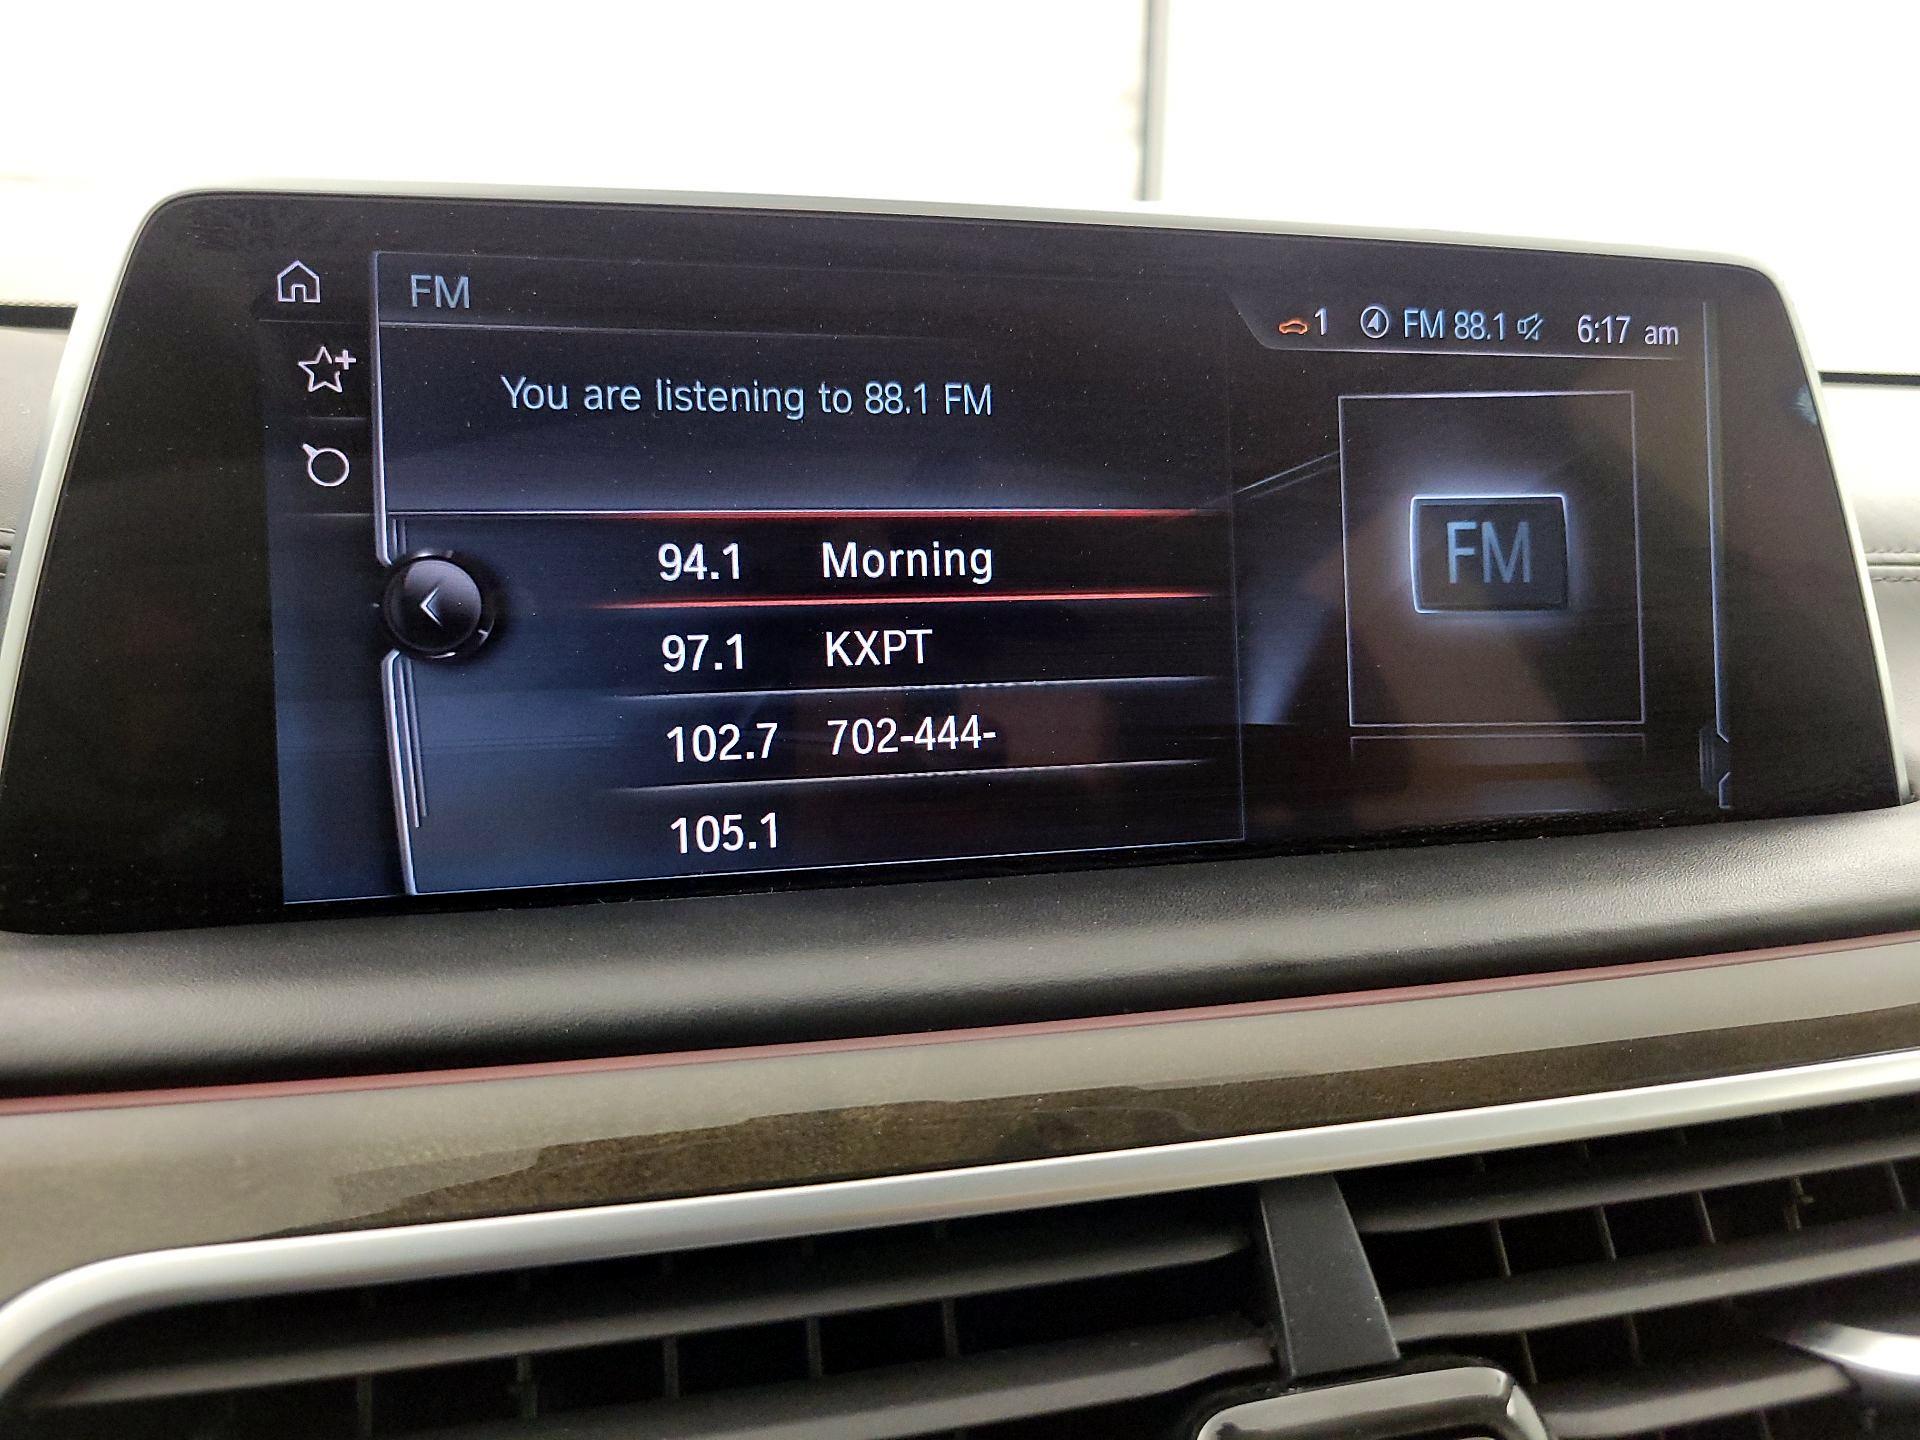 FM
1 FM 88.1 6:17 am
You are listening to 88.1 FM
94.1 Morning
97.1 KXPT
102.7 702-444-
105.1
FM